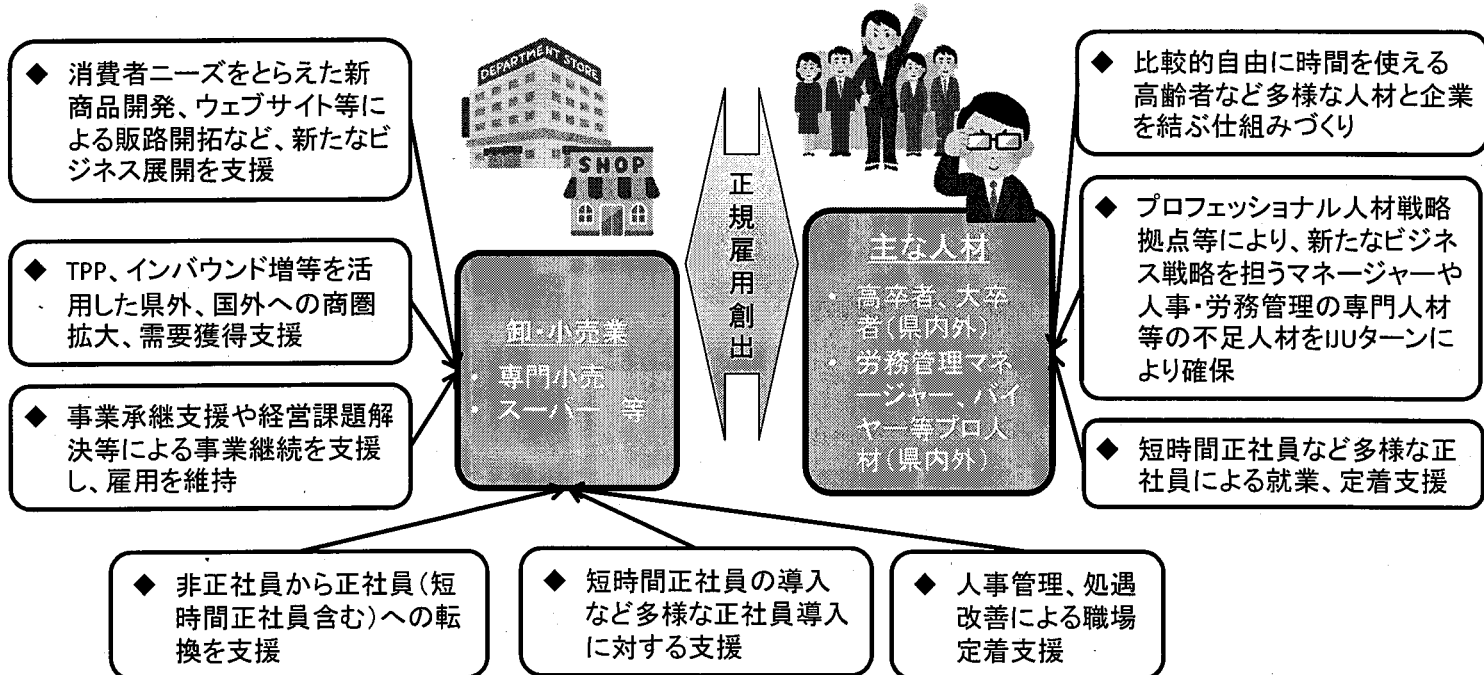 ◆ 消費者ニーズをとらえた新
商品開発、ウェブサイト等に
よる販路開拓など、新たなビ
ジネス展開を支援
◆ TPP、インバウンド増等を活
用した県外、国外への商圏
拡大、需要獲得支援
◆ 事業承継支援や経営課題解
決等による事業継続を支援
し、雇用を維持
DEPARTMENT STORE
SHOP
卸・小売業
・ 専門小売
・ スーパー 等
正規雇用創出
主な人材
・ 高卒者、大卒
者(県内外)
・ 労務管理マネ
ージャー、バイ
ヤー等プロ人
材(県内外)
◆ 比較的自由に時間を使える
高齢者など多様な人材と企業
を結ぶ仕組みづくり
◆ プロフェッショナル人材戦略
拠点等により、新たなビジネ
ス戦略を担うマネージャーや
人事・労務管理の専門人材
等の不足人材をIJUターンに
より確保
◆ 短時間正社員など多様な正
社員による就業、定着支援
◆ 非正社員から正社員(短
時間正社員含む)への転
換を支援
◆ 短時間正社員の導入
など多様な正社員導入
に対する支援
◆ 人事管理、処遇
改善による職場
定着支援